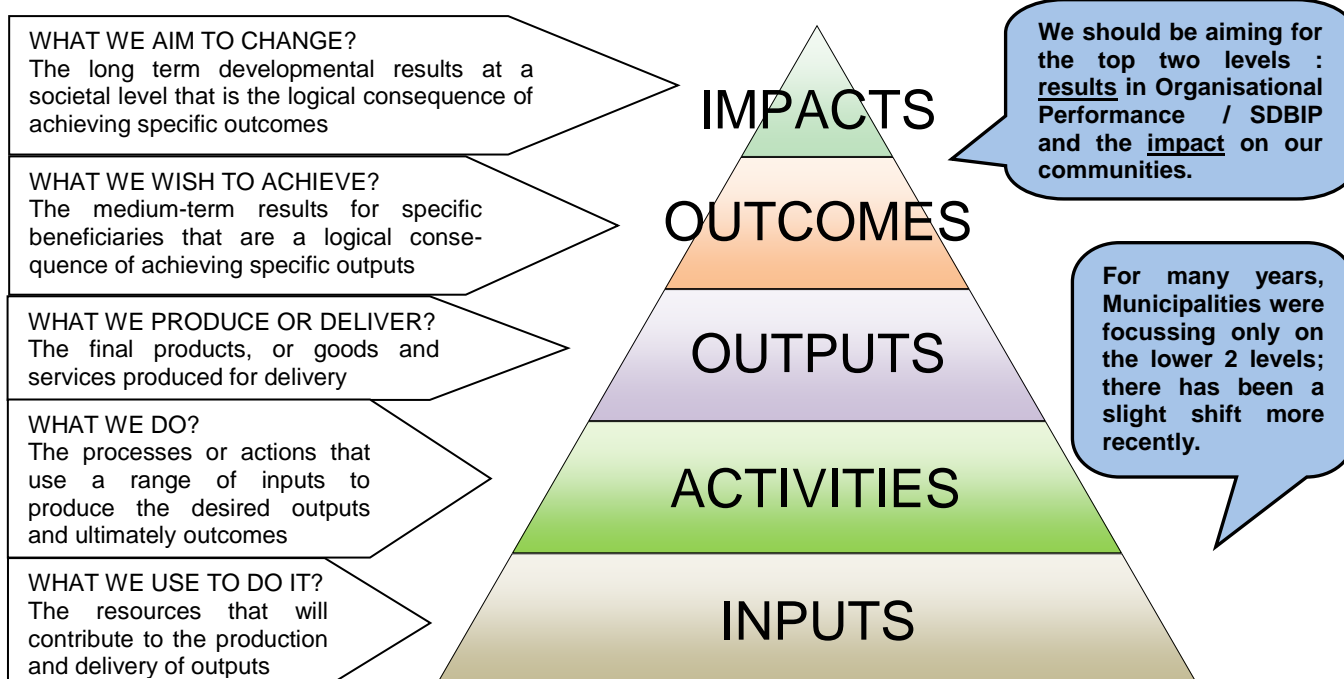 WHAT WE AIM TO CHANGE?
The long term developmental results at a
societal level that is the logical consequence of
achieving specific outcomes
IMPACTS
We should be aiming for
the top two levels :
results in Organisational
Performance / SDBIP
and the impact on our
communities.
WHAT WE WISH TO ACHIEVE?
The medium-term results for specific
beneficiaries that are a logical conse-
quence of achieving specific outputs
OUTCOMES
WHAT WE PRODUCE OR DELIVER?
The final products, or goods and
services produced for delivery
OUTPUTS
For many years,
Municipalities were
focussing only on
the lower 2 levels;
there has been a
slight shift more
recently.
WHAT WE DO?
The processes or actions that
use a range of inputs to
produce the desired outputs
and ultimately outcomes
ACTIVITIES
WHAT WE USE TO DO IT?
The resources that will
contribute to the production
and delivery of outputs
INPUTS